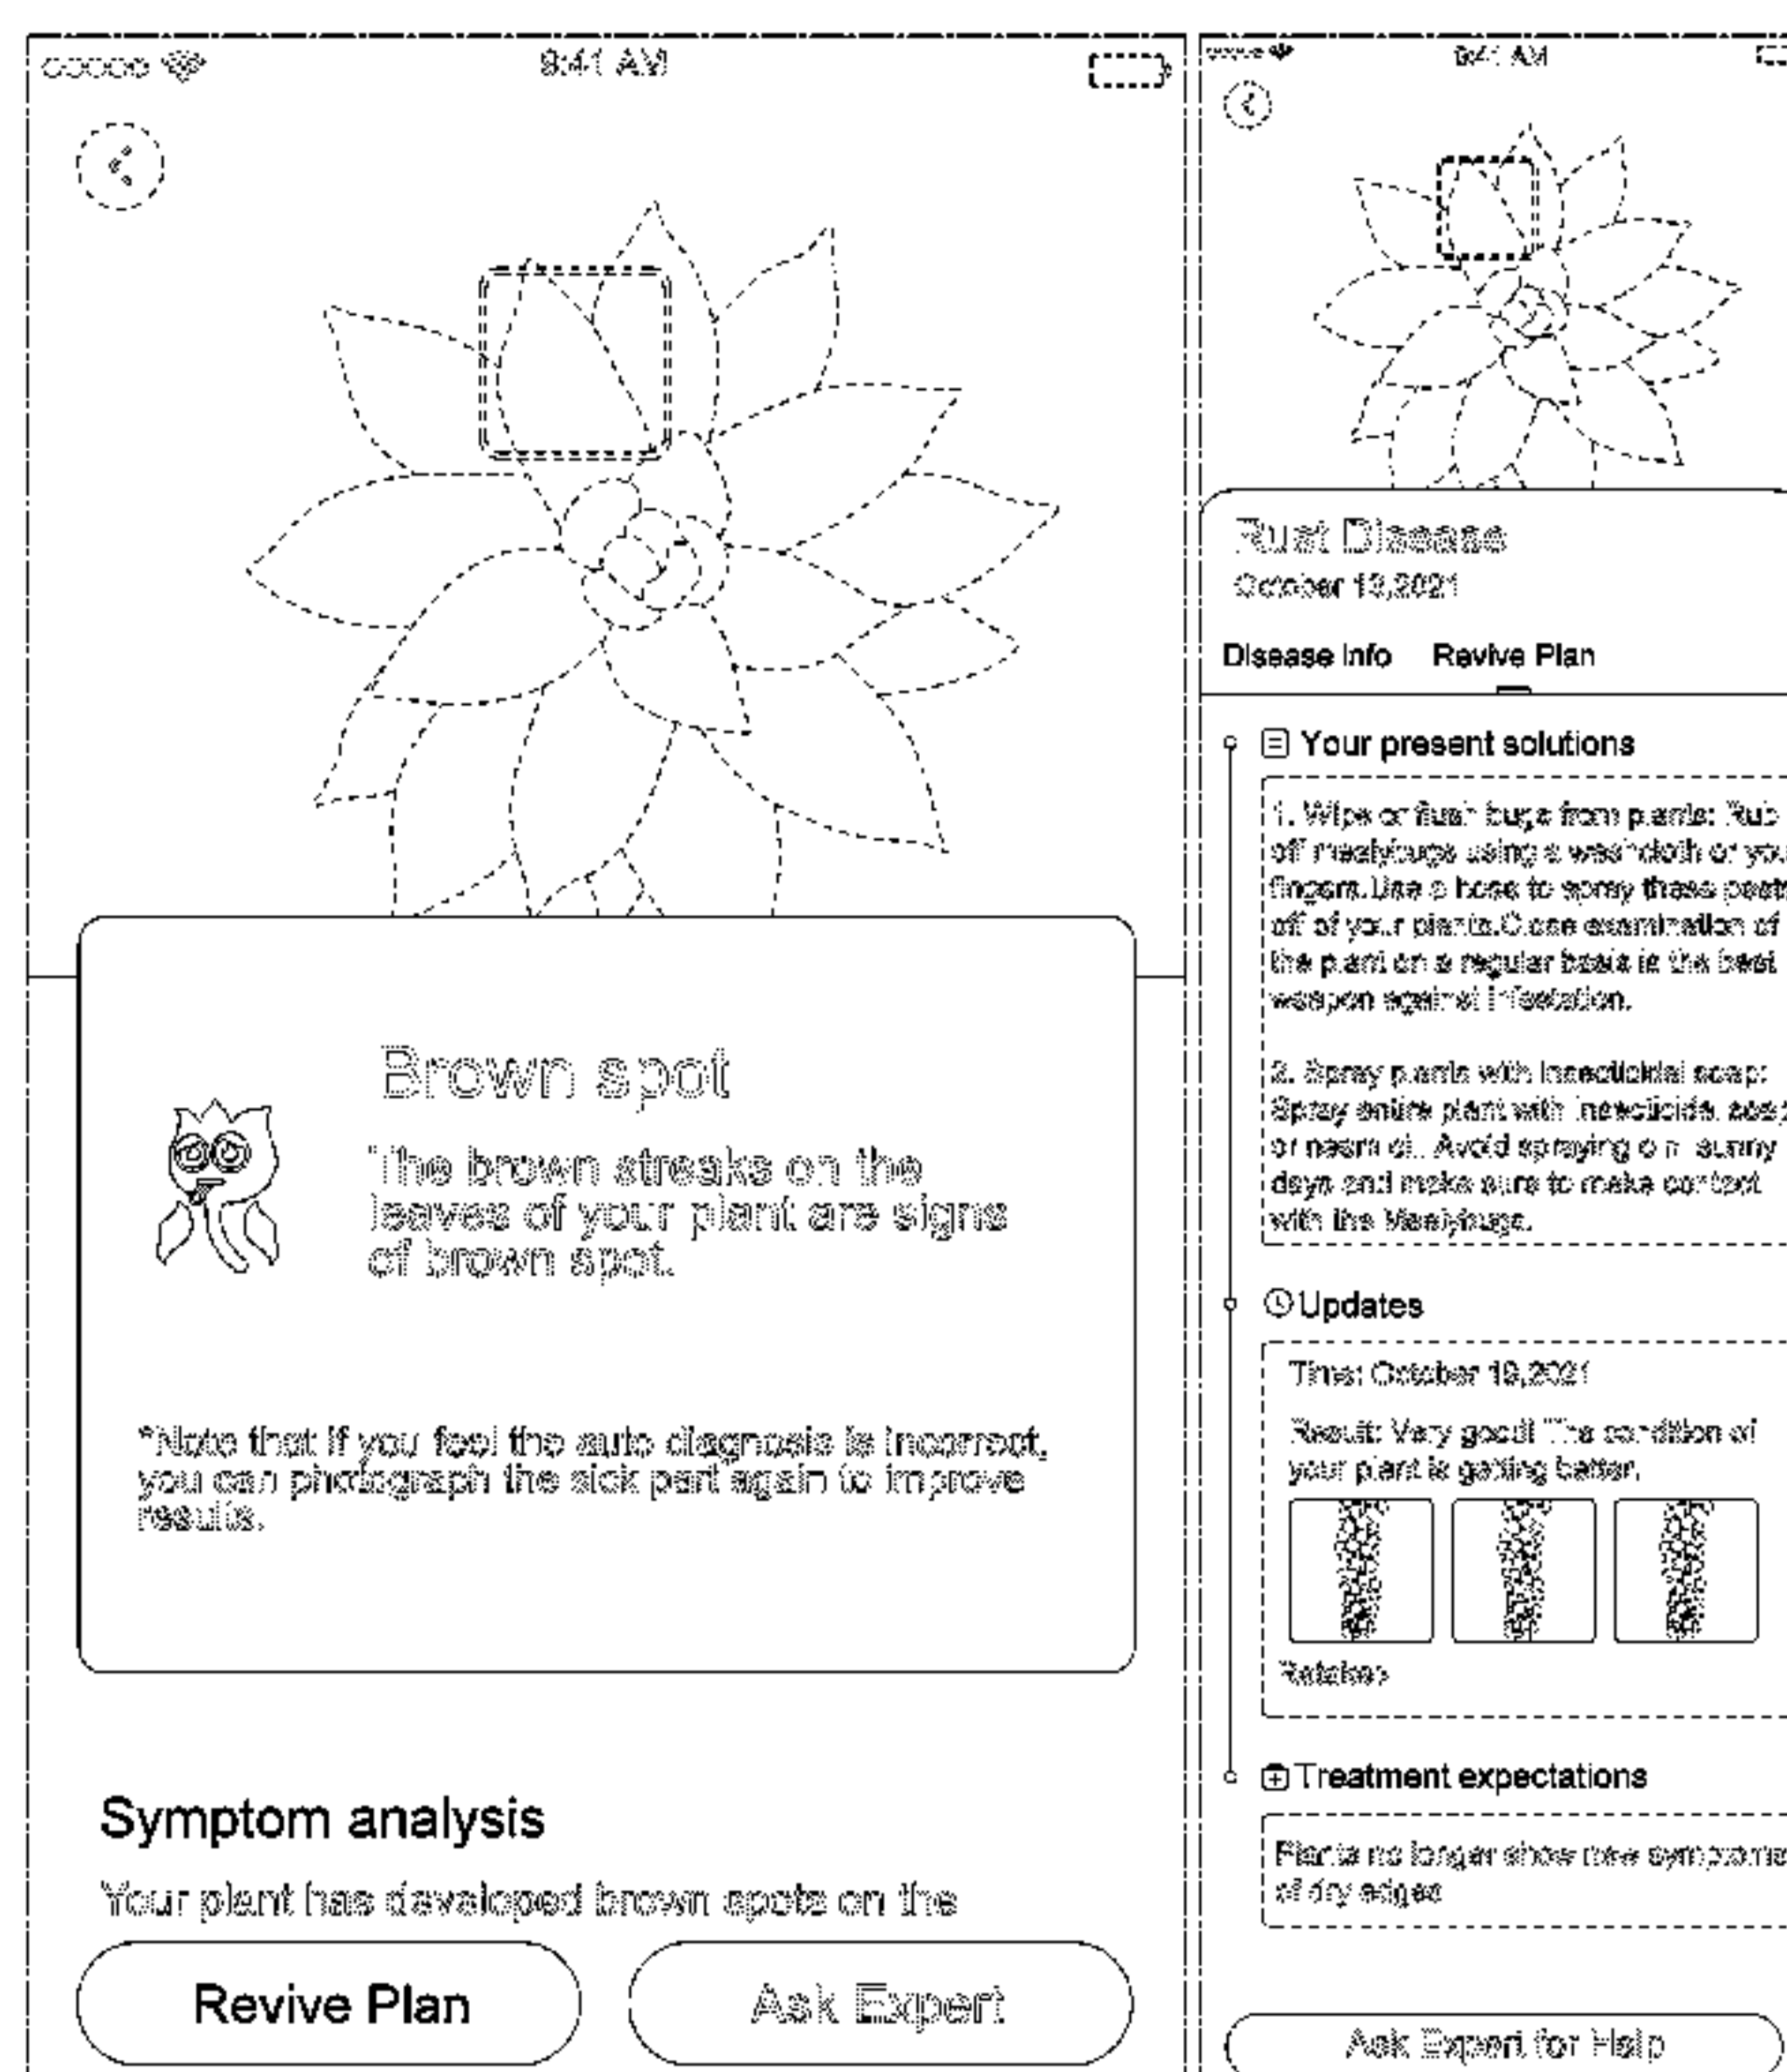 9:41 AM
Brown spot
The brown streaks on the
leaves of your plant are signs
of brown spot.
*Note that if you feel the auto diagnosis is incorrect,
you can photograph the sick part again to improve
results.
Symptom analysis
Your plant has developed brown spots on the
Revive Plan
Ask Expert
9:41 AM
Rust Disease
October 19,2021
Disease Info
Revive Plan
Your present solutions
1. Wipe or flush bugs from plants: Rub
off mealybugs using a washcloth or you
fingers.Use a hose to spray these pests
off of your plants.Close examination of
the plant on a regular basis is the best
weapon against infestation.
2. Spray plants with insecticidal soap:
Spray entire plant with insecticidal soap
or neem oil. Avoid spraying on sunny
days and make sure to make contact
with the Mealybugs.
Updates
Time: October 19,2021
Result: Very good! The condition of
your plant is getting better.
Retake>
Treatment expectations
Plants no longer show new symptoms
of dry edges
Ask Expert for Help